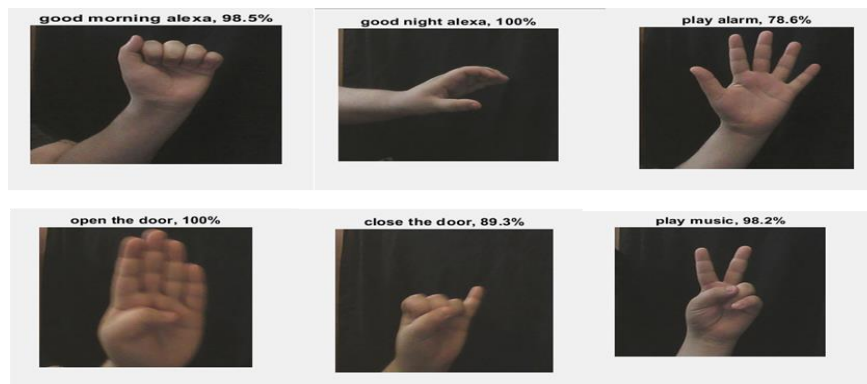 good morning alexa, 98.5%
good night alexa, 100%
play alarm, 78.6%
open the door, 100%
close the door, 89.3%
play music, 98.2%